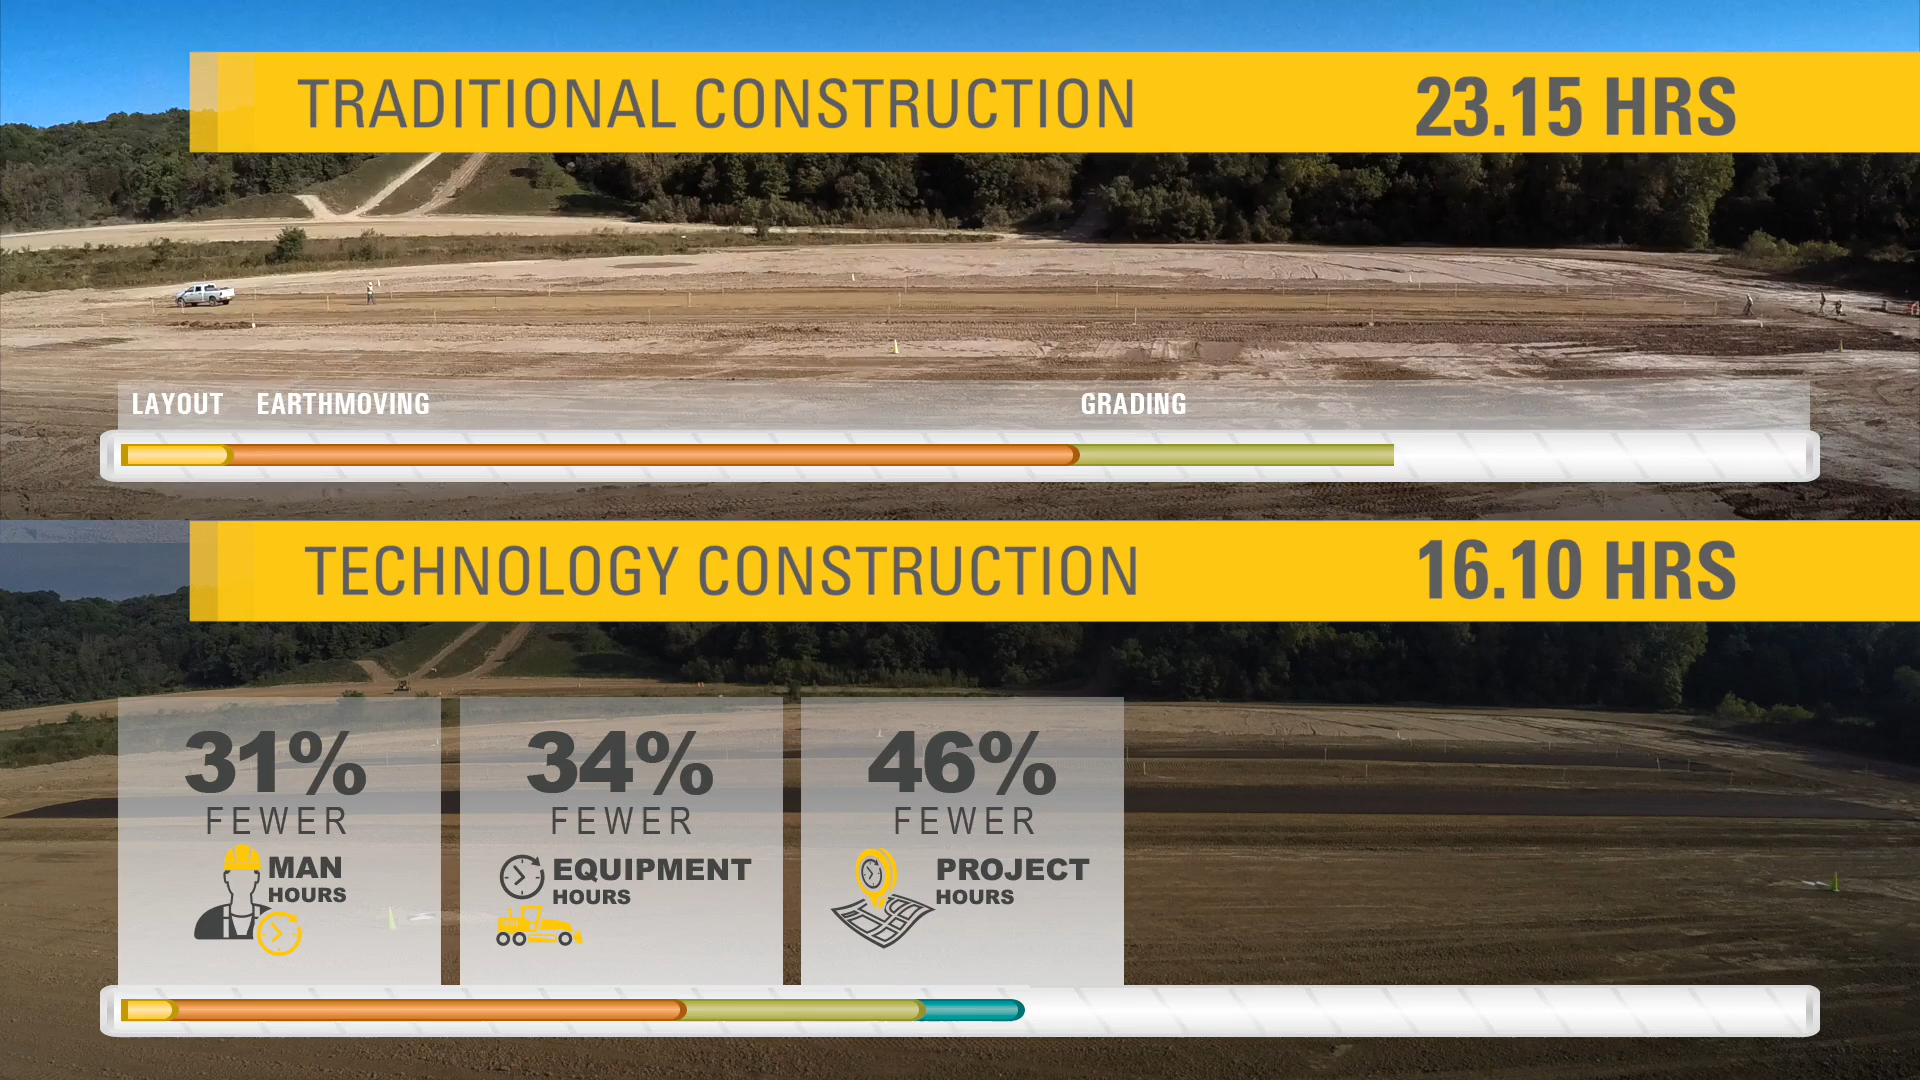 TRADITIONAL CONSTRUCTION 23.15 HRS
LAYOUT EARTHMOVING GRADING
TECHNOLOGY CONSTRUCTION 16.10 HRS
31%
FEWER
MAN
HOURS
34%
FEWER
EQUIPMENT
HOURS
46%
FEWER
PROJECT
HOURS